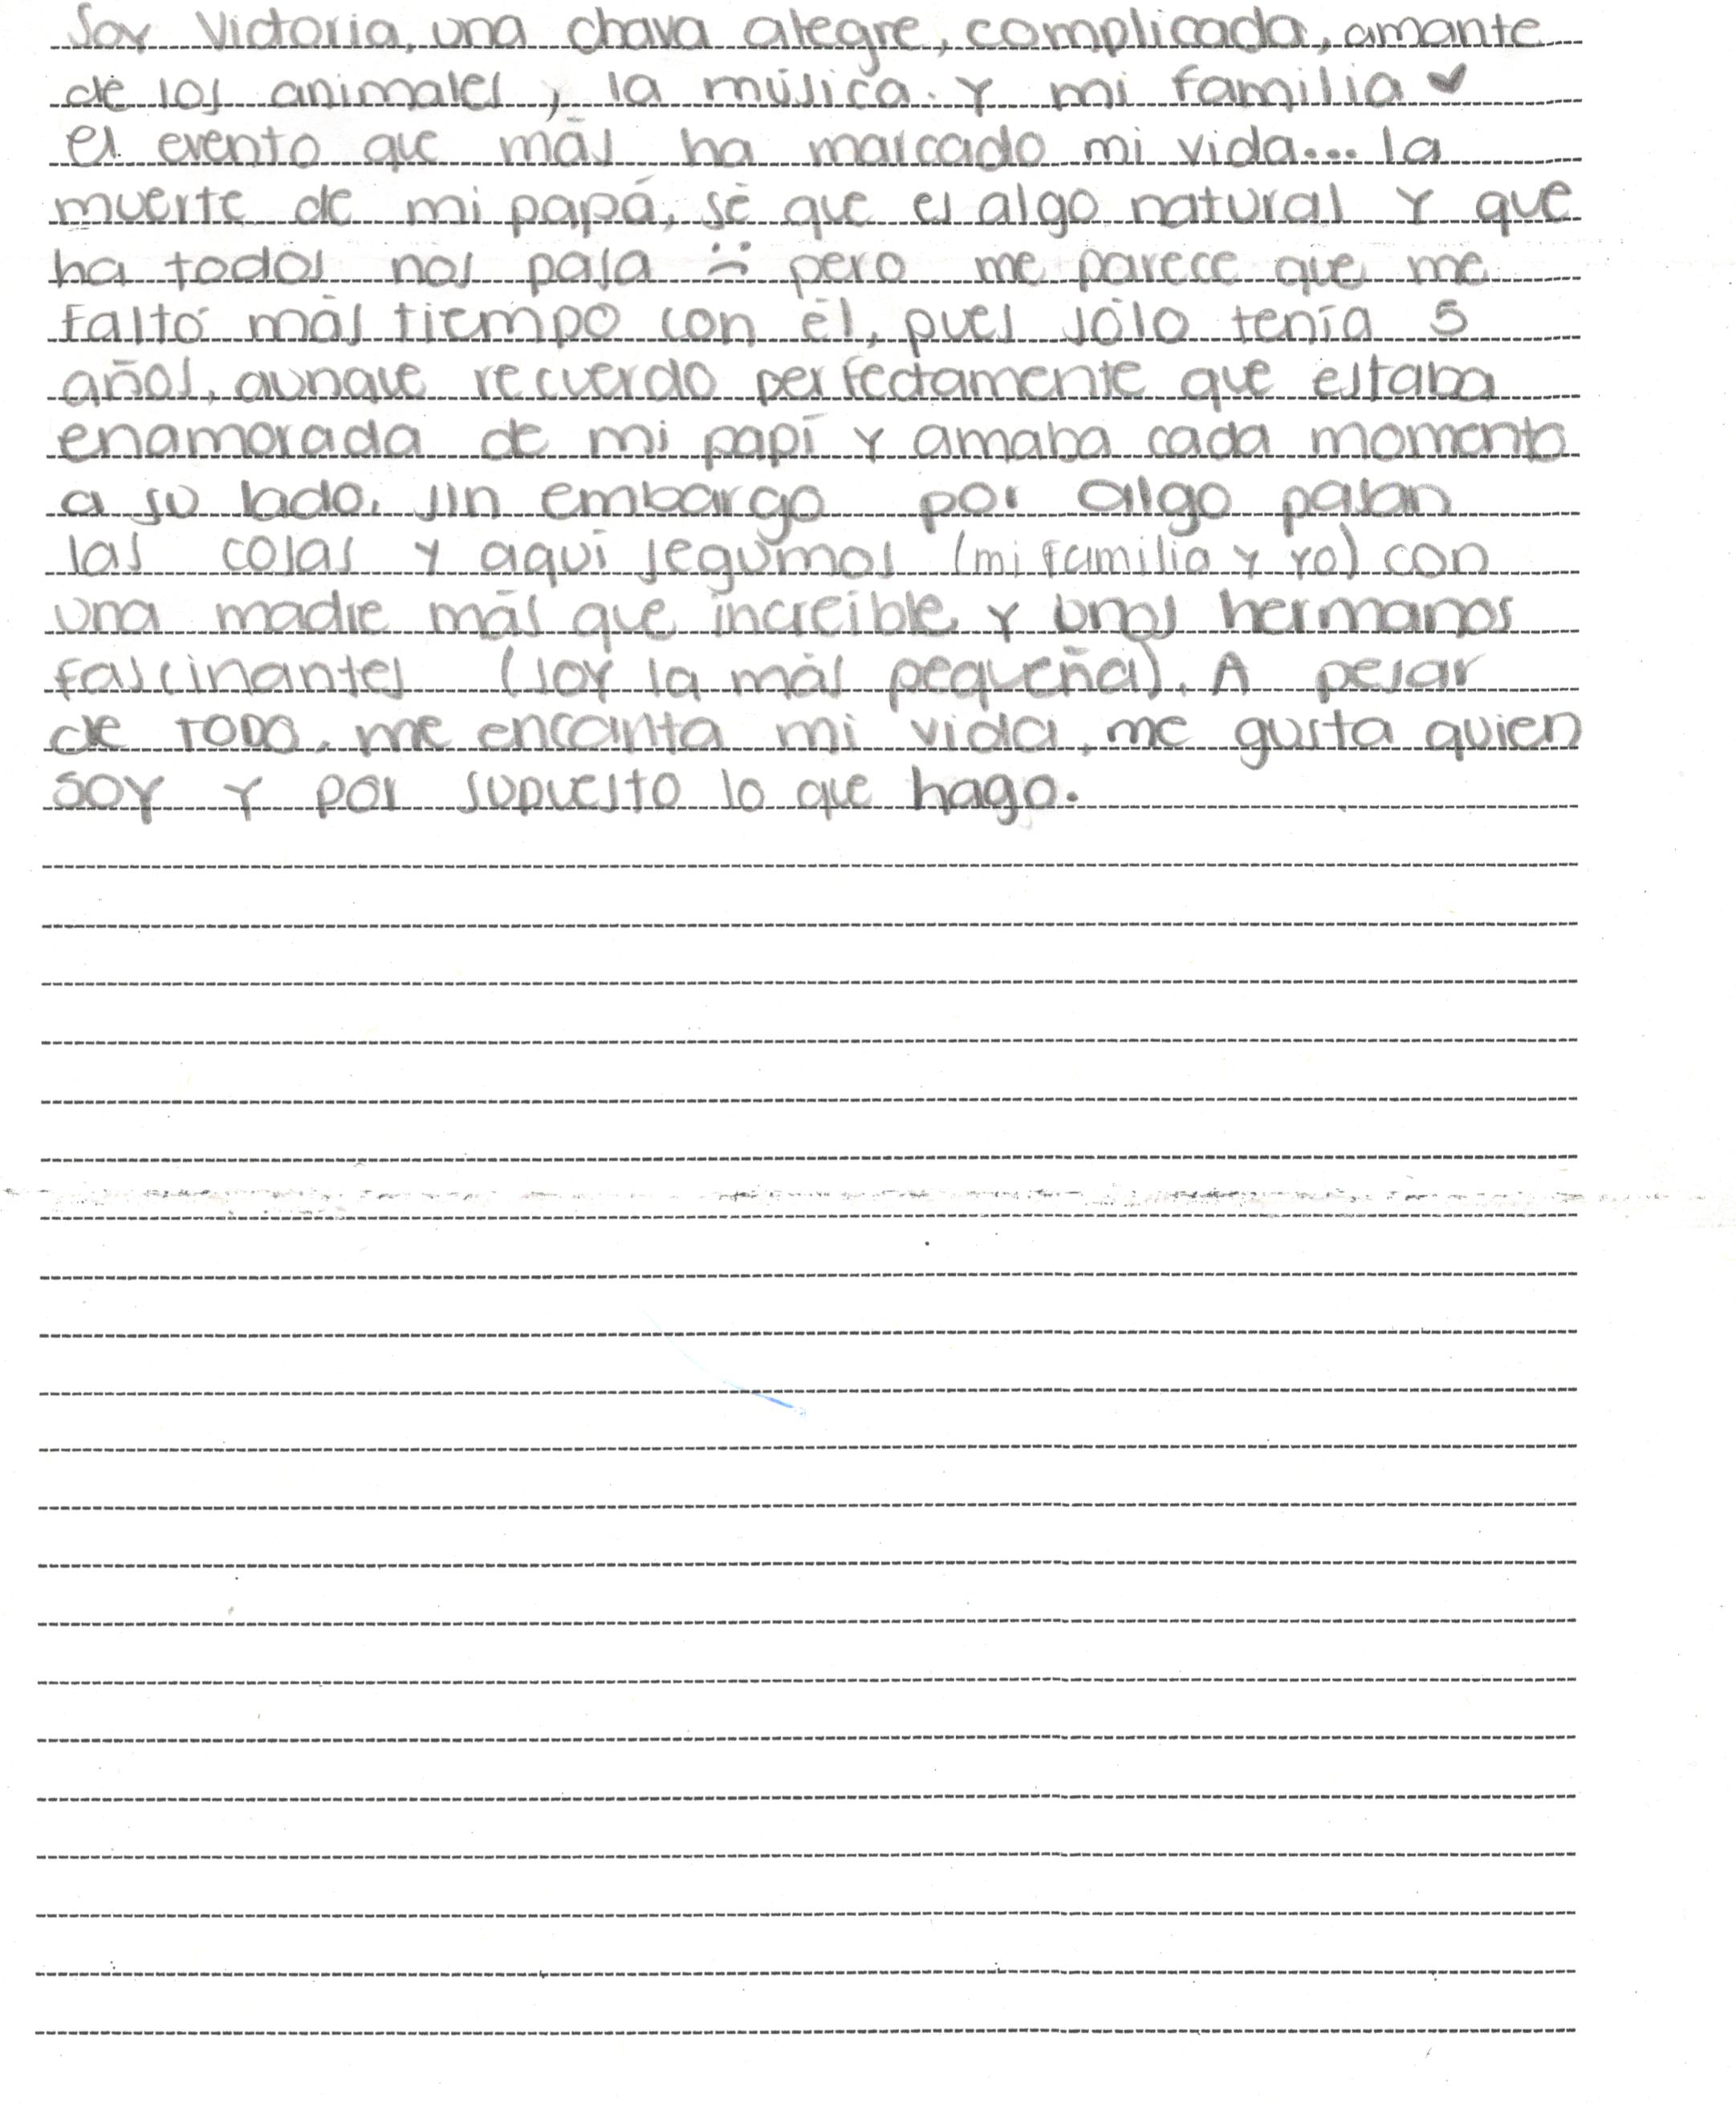 Soy Victoria, una chava alegre, complicada, amante
de los animales, la música. Y mi familia ♥
el evento que más ha marcado mi vida... la
muerte de mi papá, sé que es algo natural y que
ha todos nos pasa :( pero me parece que me
faltó más tiempo con él, pues sólo tenía 5
años, aunque recuerdo perfectamente que estaba
enamorada de mi papi y amaba cada momento
a su lado. sin embargo por algo pasan
las cosas y aquí seguimos (mi familia y yo) con
una madre más que increíble y unos hermanos
fascinantes (soy la más pequeña). A pesar
de TODO, me encanta mi vida, me gusta quien
soy y por supuesto lo que hago.